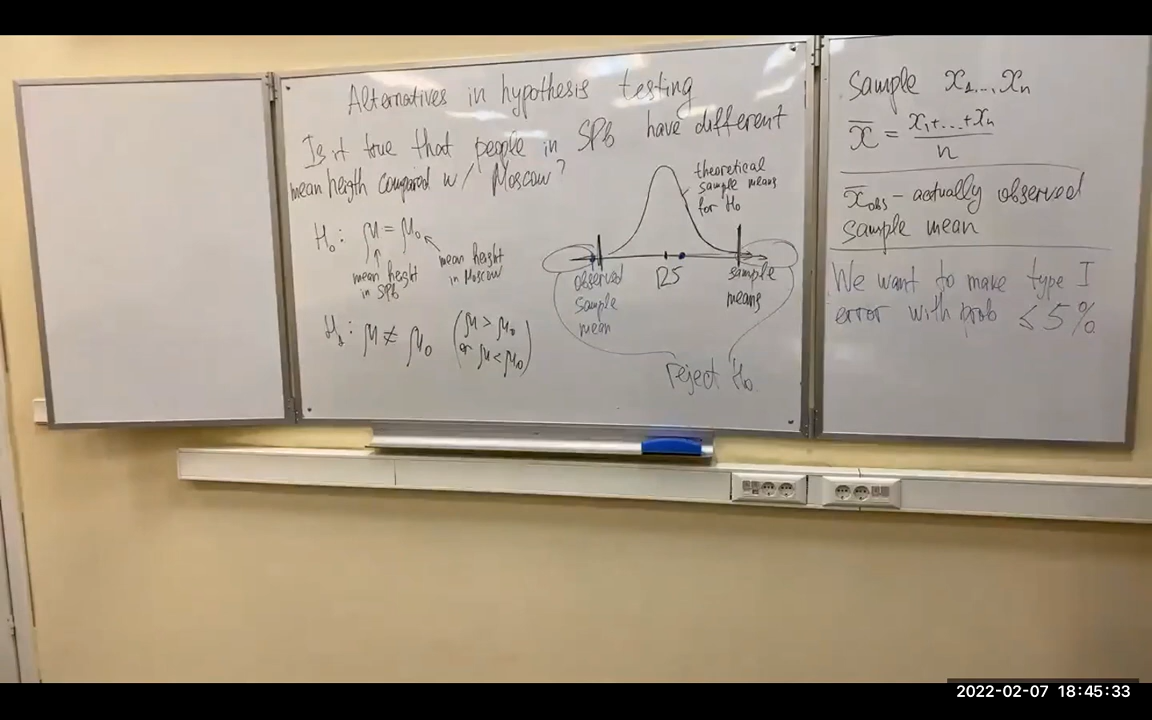 Alternatives in hypothesis testing
Is it true that people in SPb have different
mean heigth compared w/ Moscow?
H₀: μ = μ₀
mean height
in SPb
mean height
in Moscow
H₁: μ ≠ μ₀
(μ > μ₀
or μ < μ₀)
theoretical
sample means
for H₀
observed
sample
mean
sample
means
reject H₀
Sample x₁,...,xₙ
x̄ = x₁+...+xₙ
n
x̄obs – actually observed
sample mean
We want to make type I
error with prob ≤ 5%
2022-02-07 18:45:33